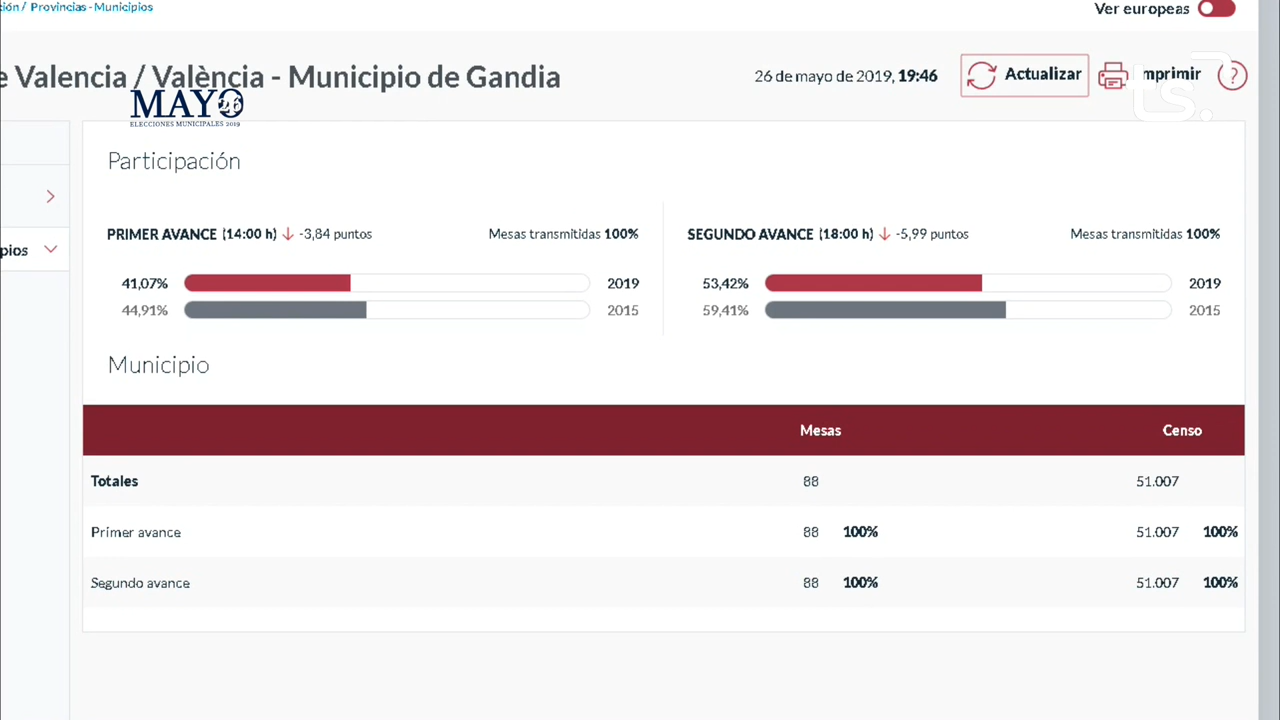 ción / Provincias - Municipios
Ver europeas
e Valencia / València - Municipio de Gandia
26 de mayo de 2019, 19:46
Actualizar
Imprimir
?
MAYO 26
ELECCIONES MUNICIPALES 2019
ts.
Participación
PRIMER AVANCE (14:00 h) ↓ -3,84 puntos
Mesas transmitidas 100%
41,07% 2019
44,91% 2015
SEGUNDO AVANCE (18:00 h) ↓ -5,99 puntos
Mesas transmitidas 100%
53,42% 2019
59,41% 2015
pios
Municipio
Mesas Censo
Totales 88 51.007
Primer avance 88 100% 51.007 100%
Segundo avance 88 100% 51.007 100%